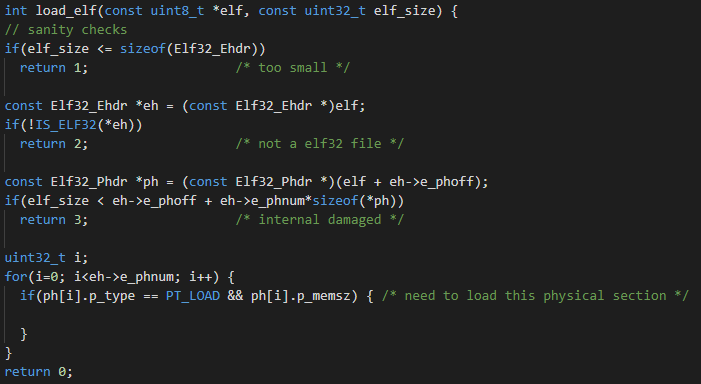 int load_elf(const uint8_t *elf, const uint32_t elf_size) {
// sanity checks
if(elf_size <= sizeof(Elf32_Ehdr))
  return 1;                  /* too small */

const Elf32_Ehdr *eh = (const Elf32_Ehdr *)elf;
if(!IS_ELF32(*eh))
  return 2;                  /* not a elf32 file */

const Elf32_Phdr *ph = (const Elf32_Phdr *)(elf + eh->e_phoff);
if(elf_size < eh->e_phoff + eh->e_phnum*sizeof(*ph))
  return 3;                  /* internal damaged */

uint32_t i;
for(i=0; i<eh->e_phnum; i++) {
  if(ph[i].p_type == PT_LOAD && ph[i].p_memsz) { /* need to load this physical section */

  }
}
return 0;